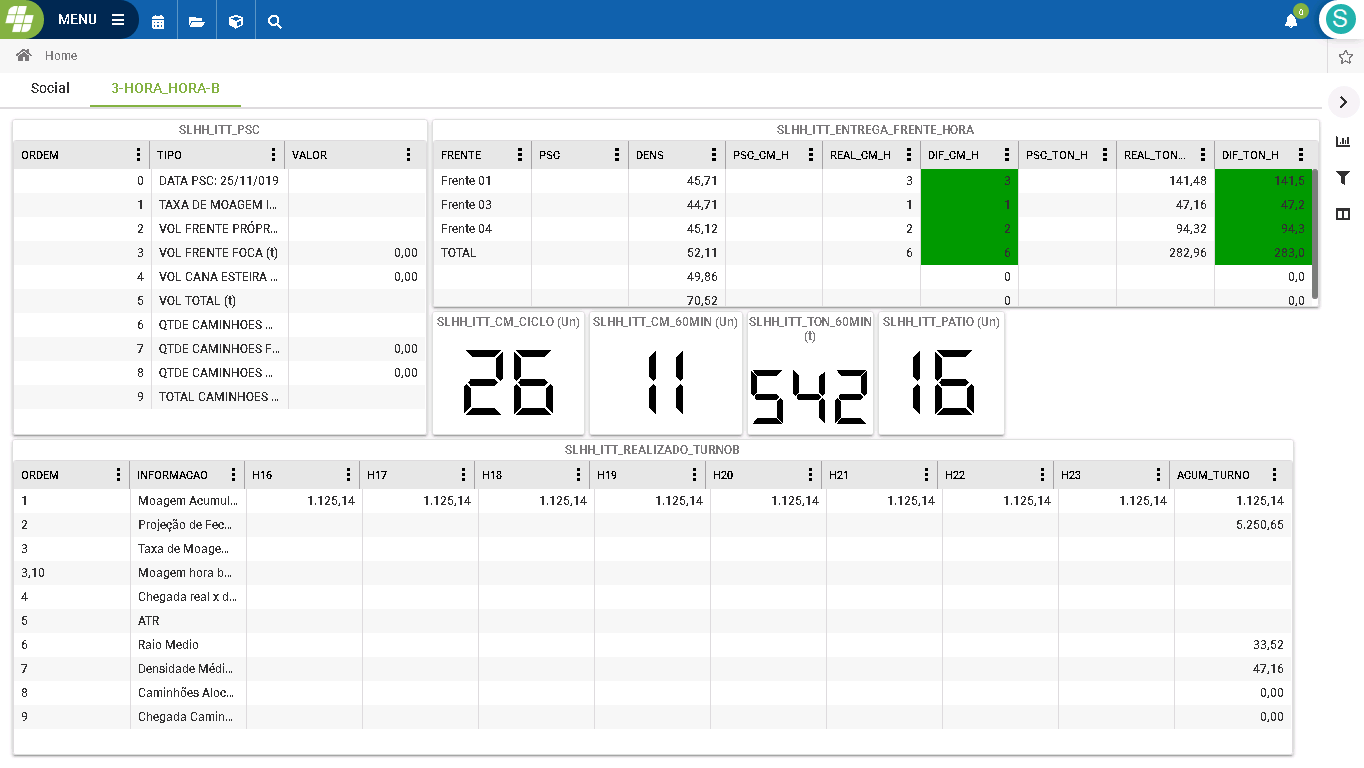 MENU
0
S
Home
Social 3-HORA_HORA-B
SLHH_ITT_PSC
ORDEM TIPO VALOR
0 DATA PSC: 25/11/019
1 TAXA DE MOAGEM I...
2 VOL FRENTE PRÓPR...
3 VOL FRENTE FOCA (t) 0,00
4 VOL CANA ESTEIRA ... 0,00
5 VOL TOTAL (t)
6 QTDE CAMINHOES ...
7 QTDE CAMINHOES F... 0,00
8 QTDE CAMINHOES ... 0,00
9 TOTAL CAMINHOES ...
SLHH_ITT_ENTREGA_FRENTE_HORA
FRENTE PSC DENS PSC_CM_H REAL_CM_H DIF_CM_H PSC_TON_H REAL_TON... DIF_TON_H
Frente 01 45,71 3 3 141,48 141,5
Frente 03 44,71 1 1 47,16 47,2
Frente 04 45,12 2 2 94,32 94,3
TOTAL 52,11 6 6 282,96 283,0
49,86 0 0,0
70,52 0 0,0
SLHH_ITT_CM_CICLO (Un)
26
SLHH_ITT_CM_60MIN (Un)
11
SLHH_ITT_TON_60MIN
(t)
542
SLHH_ITT_PATIO (Un)
16
SLHH_ITT_REALIZADO_TURNOB
ORDEM INFORMACAO H16 H17 H18 H19 H20 H21 H22 H23 ACUM_TURNO
1 Moagem Acumul... 1.125,14 1.125,14 1.125,14 1.125,14 1.125,14 1.125,14 1.125,14 1.125,14 1.125,14
2 Projeção de Fec... 5.250,65
3 Taxa de Moage...
3,10 Moagem hora b...
4 Chegada real x d...
5 ATR
6 Raio Medio 33,52
7 Densidade Médi... 47,16
8 Caminhões Aloc... 0,00
9 Chegada Camin... 0,00